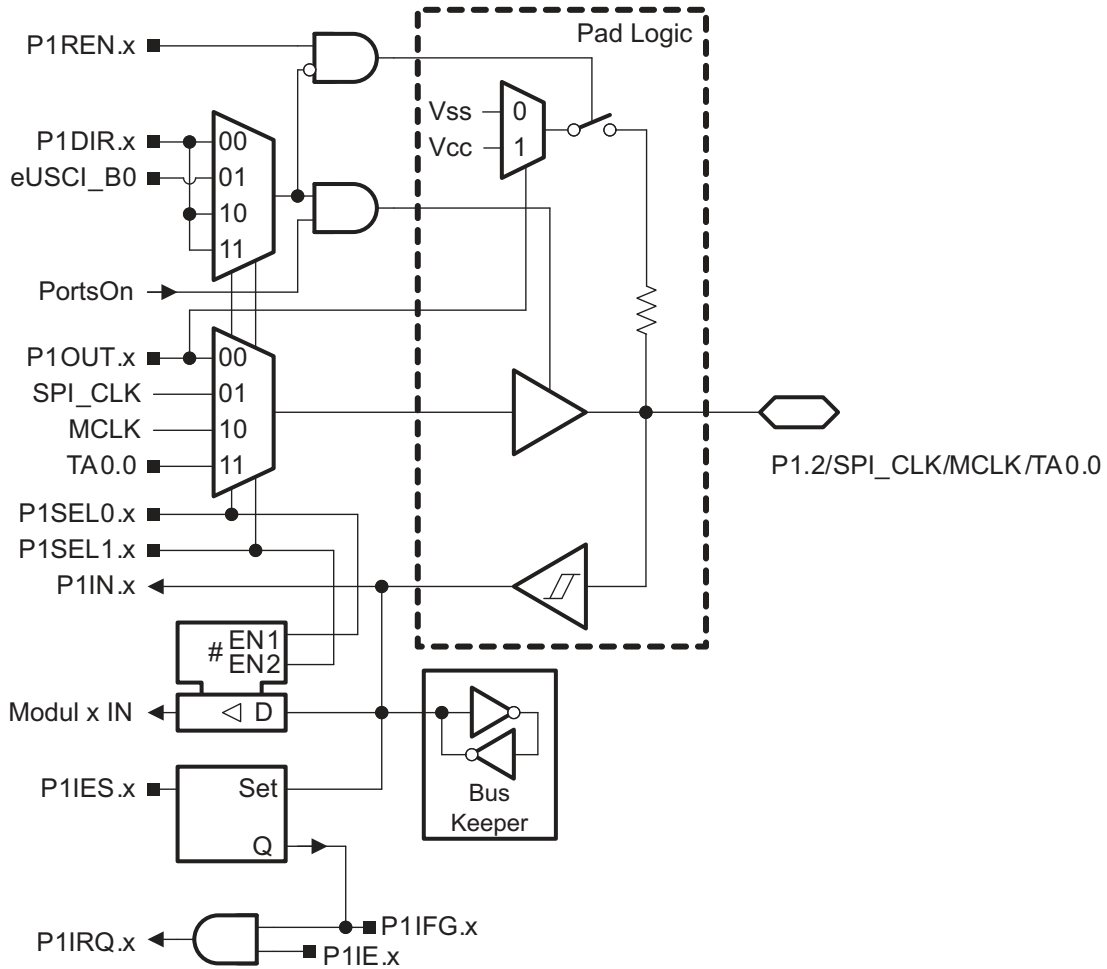 Pad Logic
P1REN.x
Vss
0
Vcc
1
P1DIR.x
00
eUSCI_B0
01
10
11
PortsOn
P1OUT.x
00
SPI_CLK
01
MCLK
10
TA0.0
11
P1.2/SPI_CLK/MCLK/TA0.0
P1SEL0.x
P1SEL1.x
P1IN.x
# EN1
EN2
Modul x IN
D
P1IES.x
Set
Q
Bus
Keeper
P1IFG.x
P1IRQ.x
P1IE.x